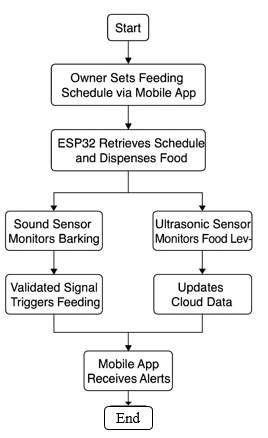 Start
Owner Sets Feeding
Schedule via Mobile App
ESP32 Retrieves Schedule
and Dispenses Food
Sound Sensor
Monitors Barking
Ultrasonic Sensor
Monitors Food Lev-
Validated Signal
Triggers Feeding
Updates
Cloud Data
Mobile App
Receives Alerts
End